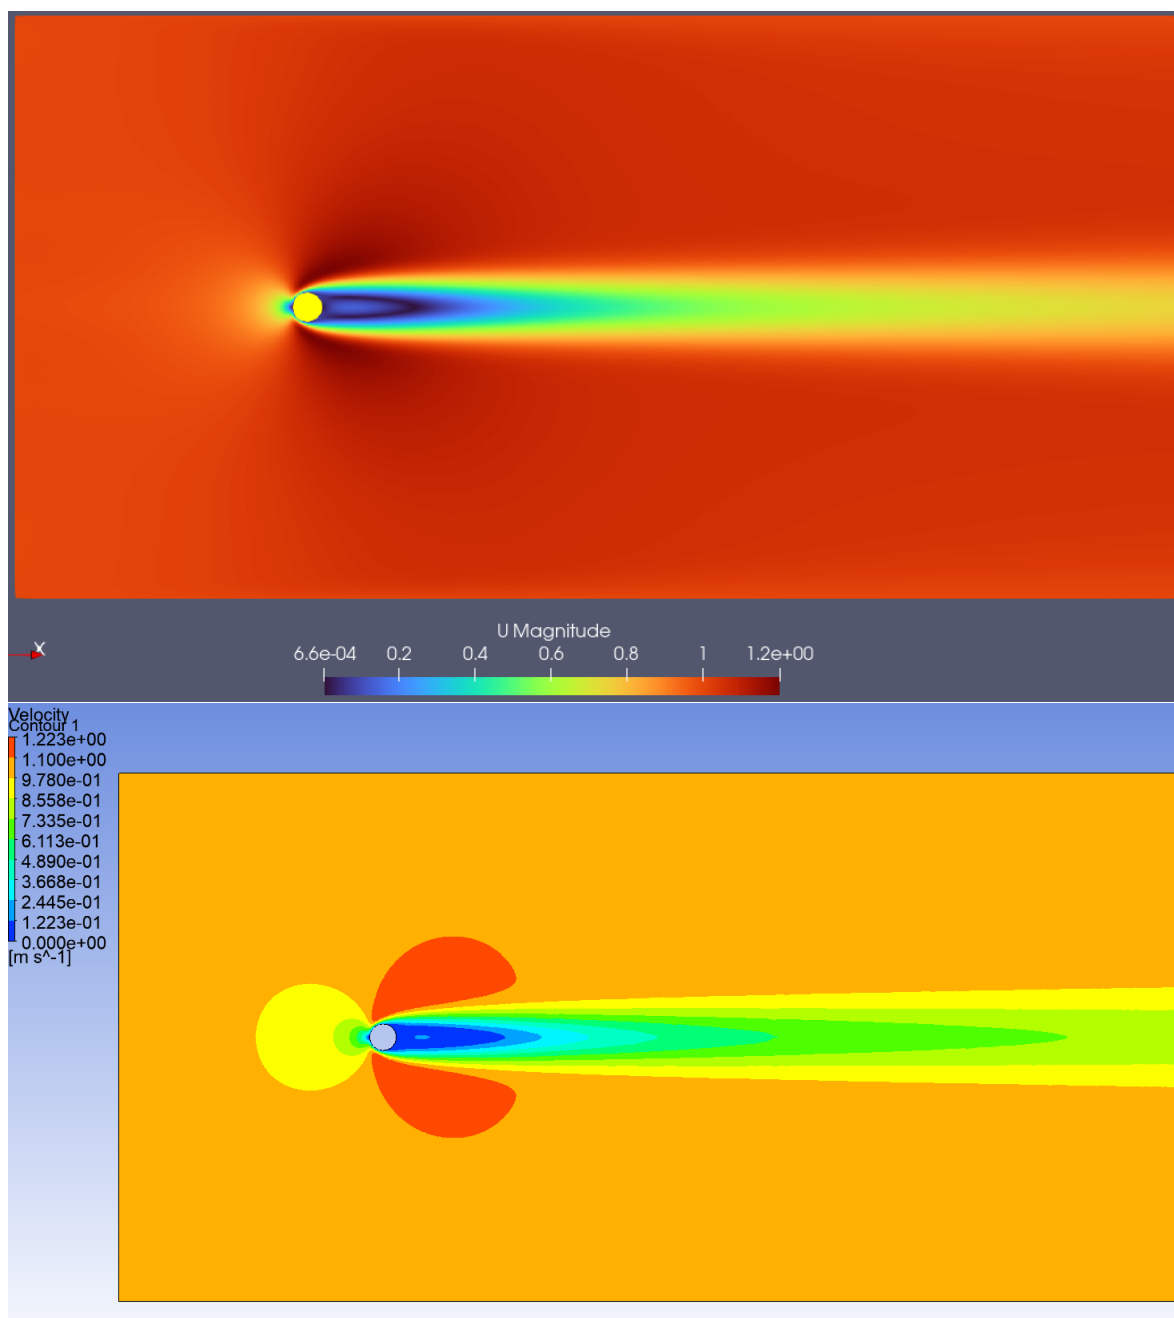 U Magnitude
6.6e-04 0.2 0.4 0.6 0.8 1 1.2e+00
X
Velocity
Contour 1
1.223e+00
1.100e+00
9.780e-01
8.558e-01
7.335e-01
6.113e-01
4.890e-01
3.668e-01
2.445e-01
1.223e-01
0.000e+00
[m s^-1]